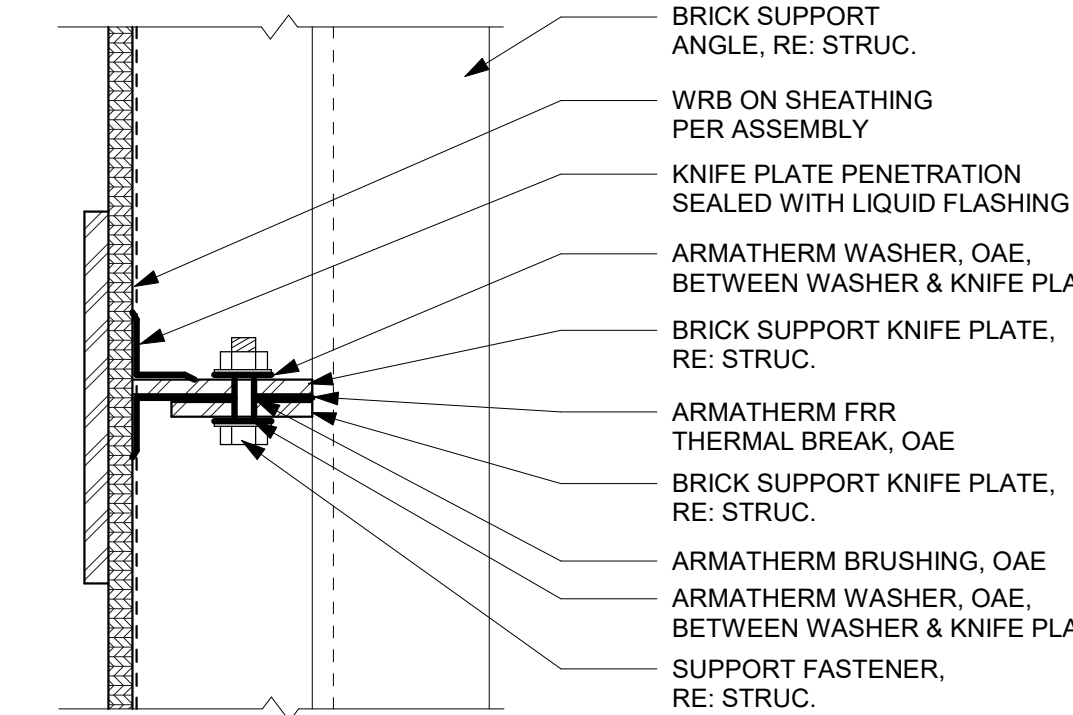 BRICK SUPPORT
ANGLE, RE: STRUC.
WRB ON SHEATHING
PER ASSEMBLY
KNIFE PLATE PENETRATION
SEALED WITH LIQUID FLASHING
ARMATHERM WASHER, OAE,
BETWEEN WASHER & KNIFE
BRICK SUPPORT KNIFE PLATE,
RE: STRUC.
ARMATHERM FRR
THERMAL BREAK, OAE
BRICK SUPPORT KNIFE PLATE,
RE: STRUC.
ARMATHERM BRUSHING, OAE
ARMATHERM WASHER, OAE,
BETWEEN WASHER & KNIFE
SUPPORT FASTENER,
RE: STRUC.